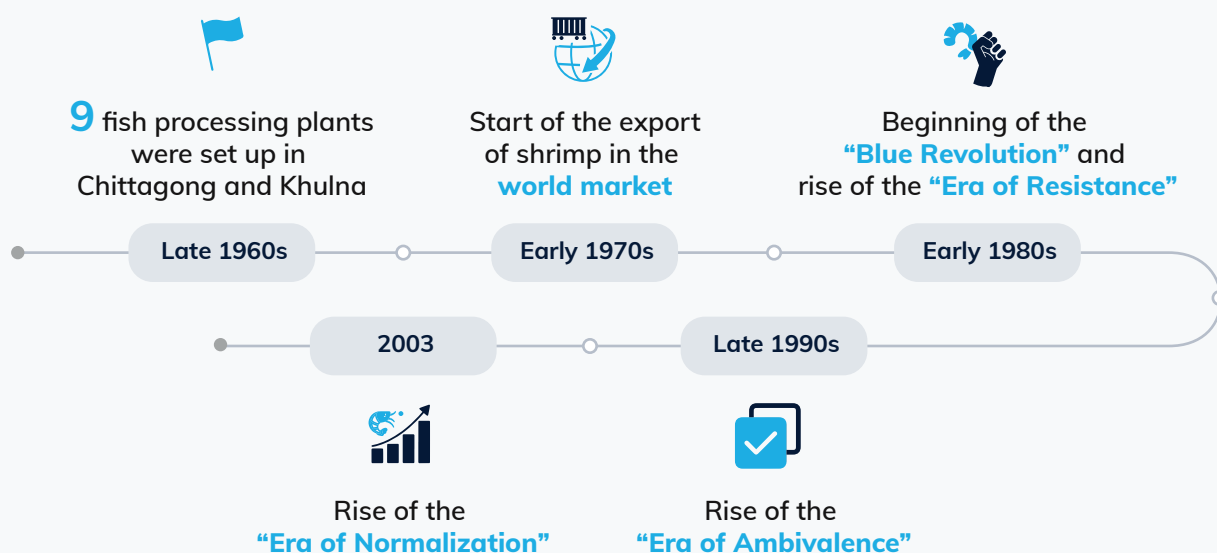 9 fish processing plants
were set up in
Chittagong and Khulna
Start of the export
of shrimp in the
world market
Beginning of the
“Blue Revolution” and
rise of the “Era of Resistance”
Late 1960s
Early 1970s
Early 1980s
2003
Late 1990s
Rise of the
“Era of Normalization”
Rise of the
“Era of Ambivalence”